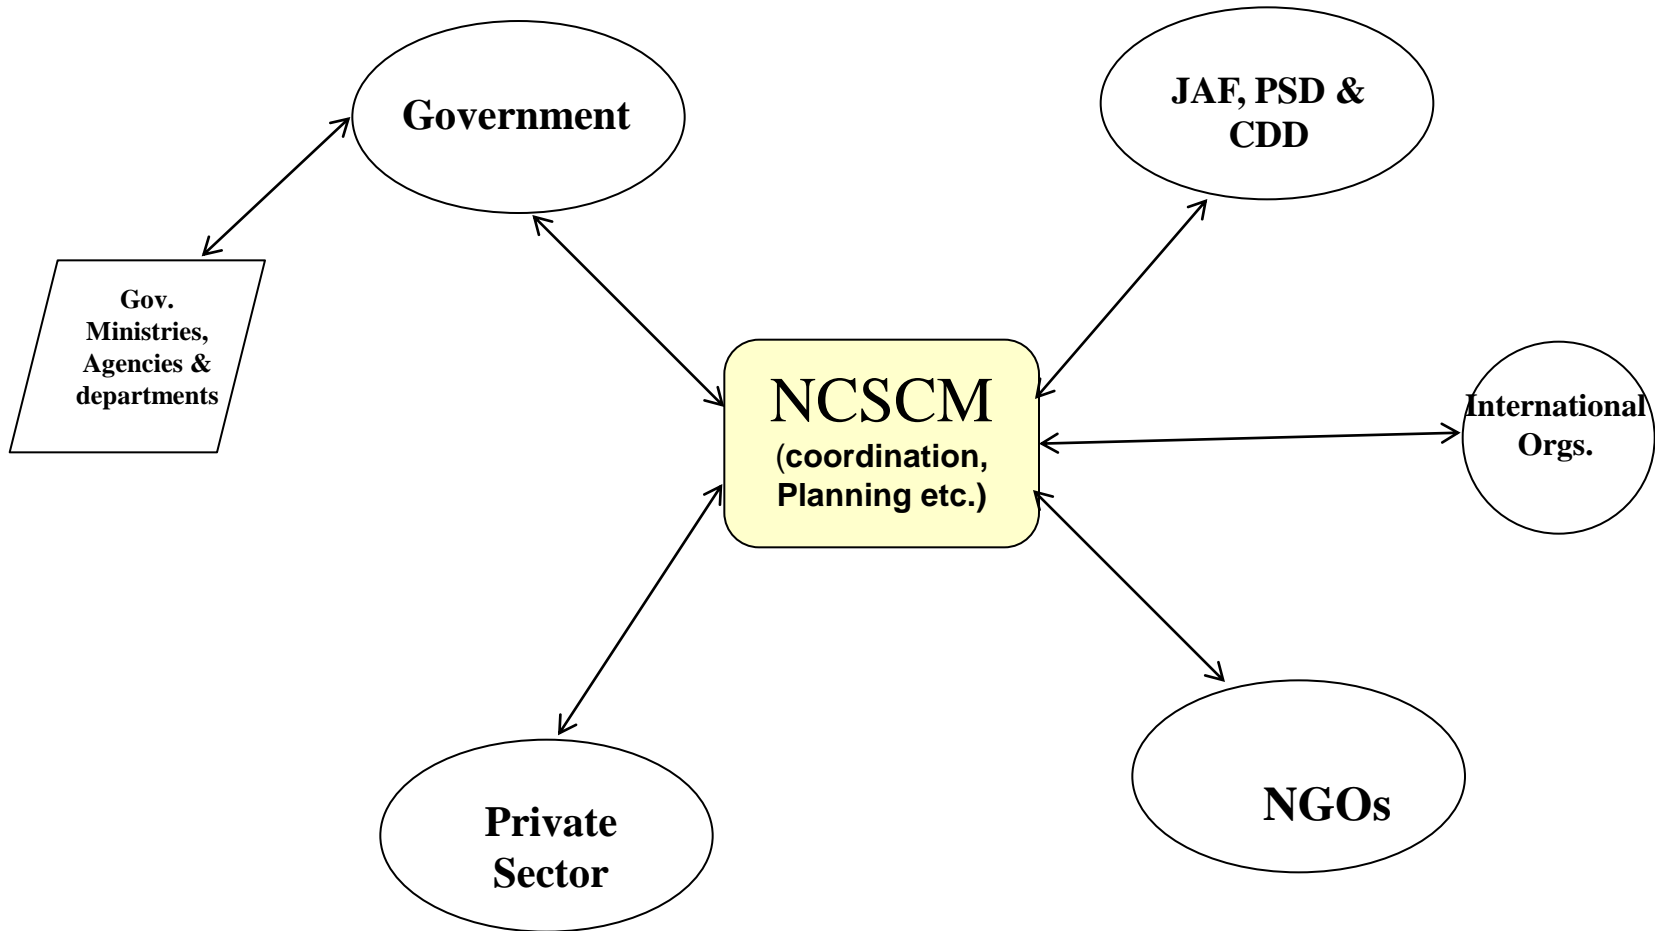 Government
JAF, PSD &
CDD
Gov.
Ministries,
Agencies &
departments
NCSCM
(coordination,
Planning etc.)
International
Orgs.
Private
Sector
NGOs